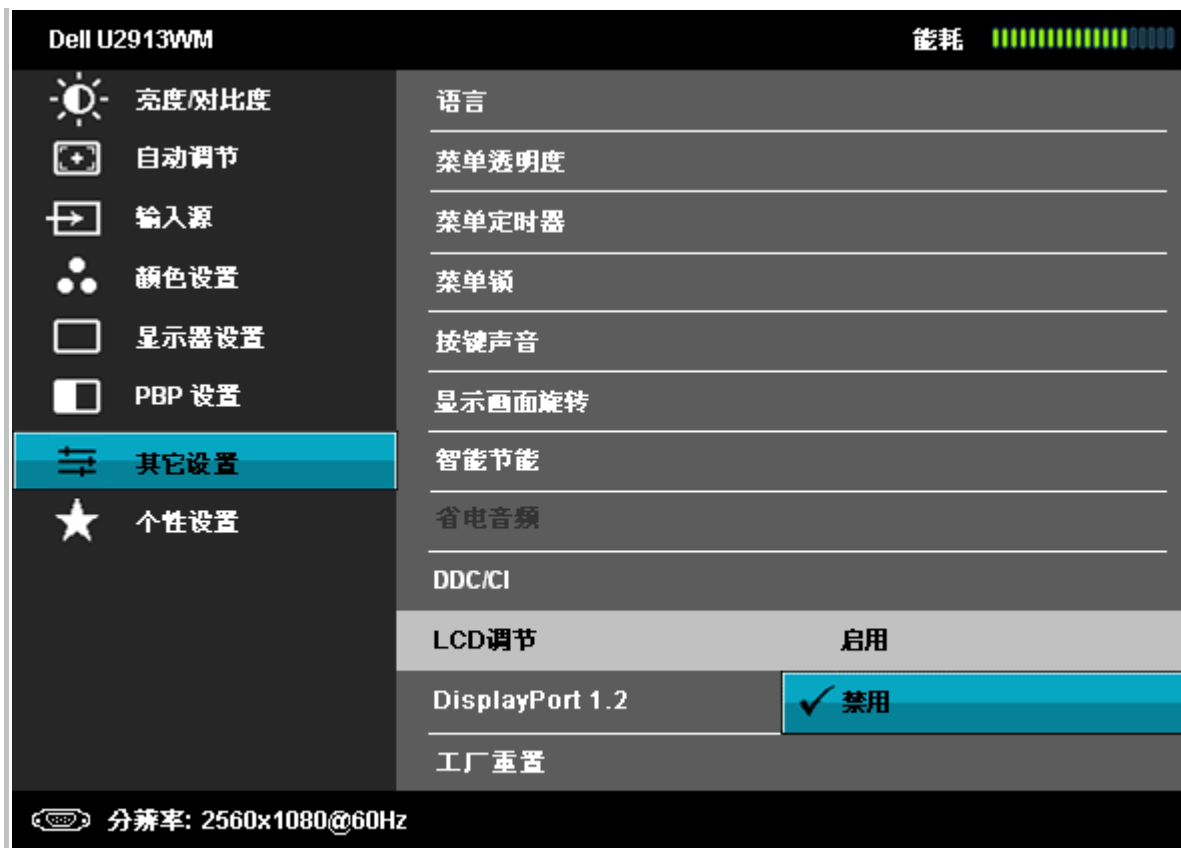 Dell U2913WM 能耗
亮度/对比度
自动调节
输入源
颜色设置
显示器设置
PBP 设置
其它设置
个性设置
语言
菜单透明度
菜单定时器
菜单锁
按键声音
显示画面旋转
智能节能
省电音频
DDC/CI
LCD调节 启用
DisplayPort 1.2 禁用
工厂重置
分辨率: 2560x1080@60Hz